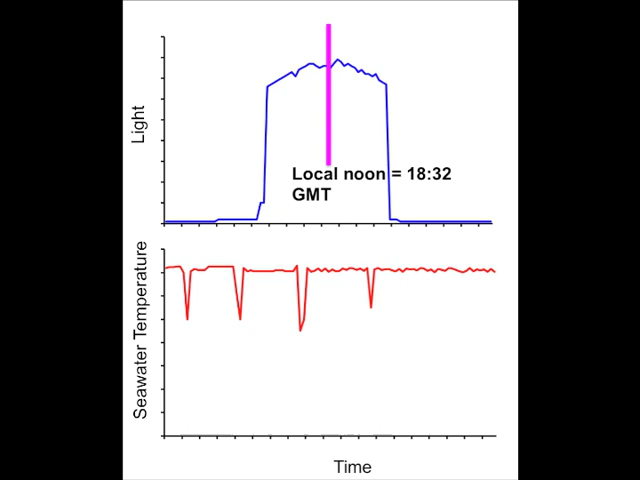 Light
Local noon = 18:32
GMT
Seawater Temperature
Time